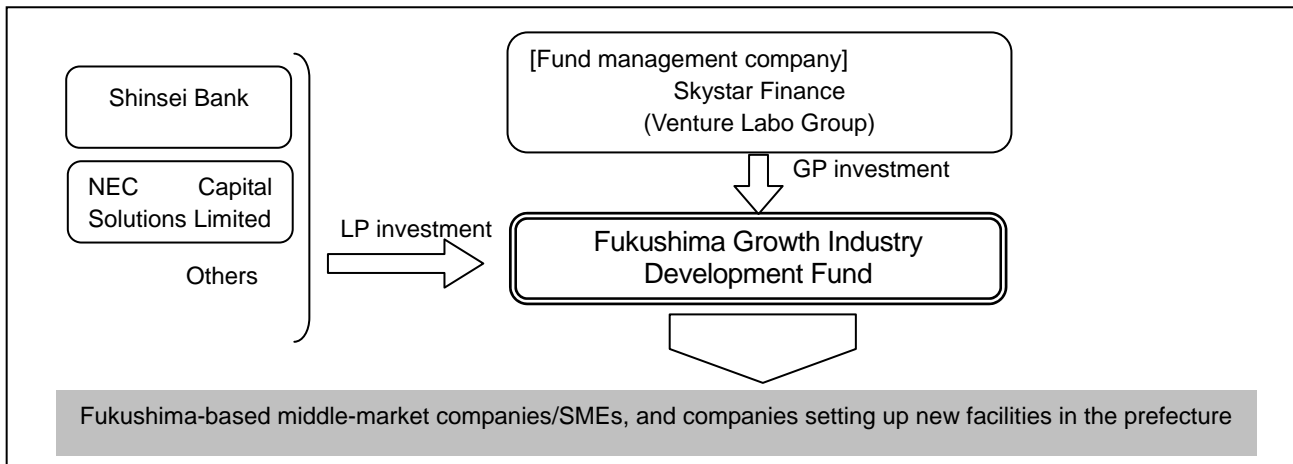 Shinsei Bank
NEC Capital
Solutions Limited
Others
LP investment
[Fund management company]
Skystar Finance
(Venture Labo Group)
GP investment
Fukushima Growth Industry
Development Fund
Fukushima-based middle-market companies/SMEs, and companies setting up new facilities in the prefecture